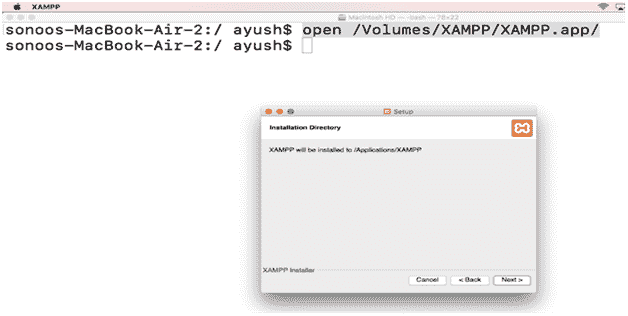 XAMPP
Macintosh HD — -bash — 78×22
sonoos-MacBook-Air-2:/ ayush$ open /Volumes/XAMPP/XAMPP.app/
sonoos-MacBook-Air-2:/ ayush$
Setup
Installation Directory
XAMPP will be installed to /Applications/XAMPP
XAMPP Installer
Cancel
< Back
Next >